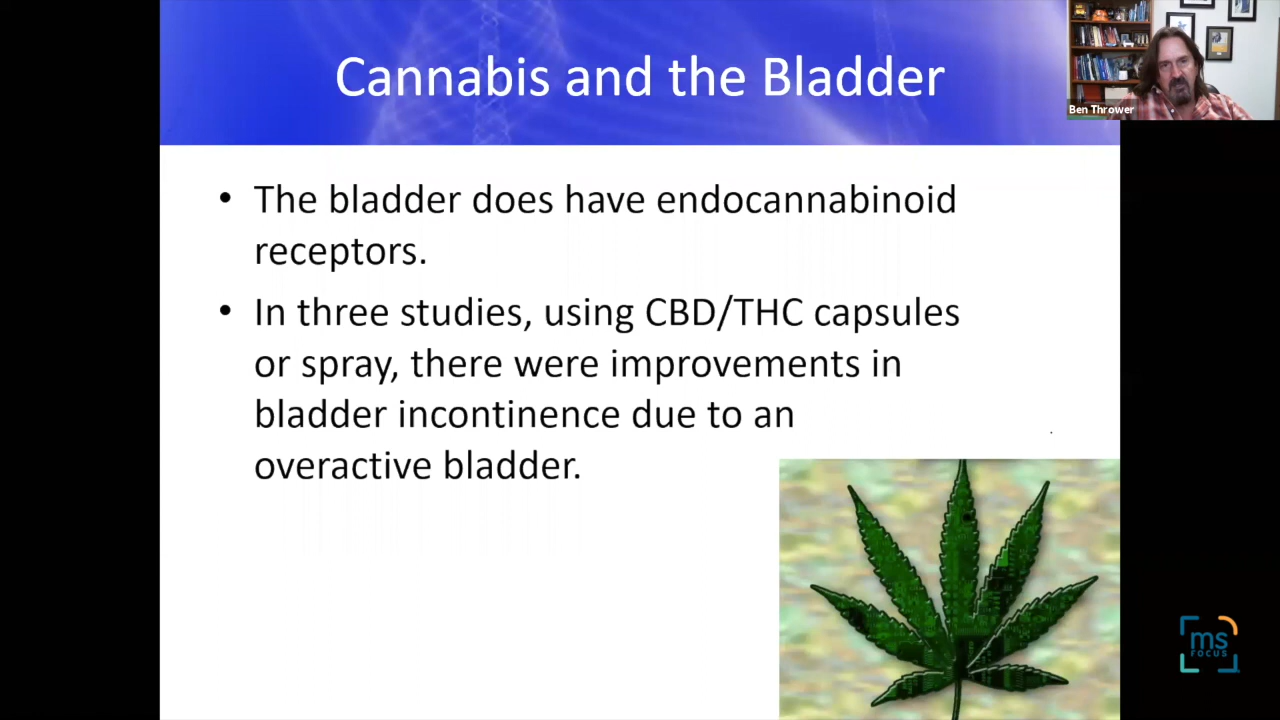 Cannabis and the Bladder
Ben Thrower
• The bladder does have endocannabinoid
receptors.
• In three studies, using CBD/THC capsules
or spray, there were improvements in
bladder incontinence due to an
overactive bladder.
ms
FOCUS